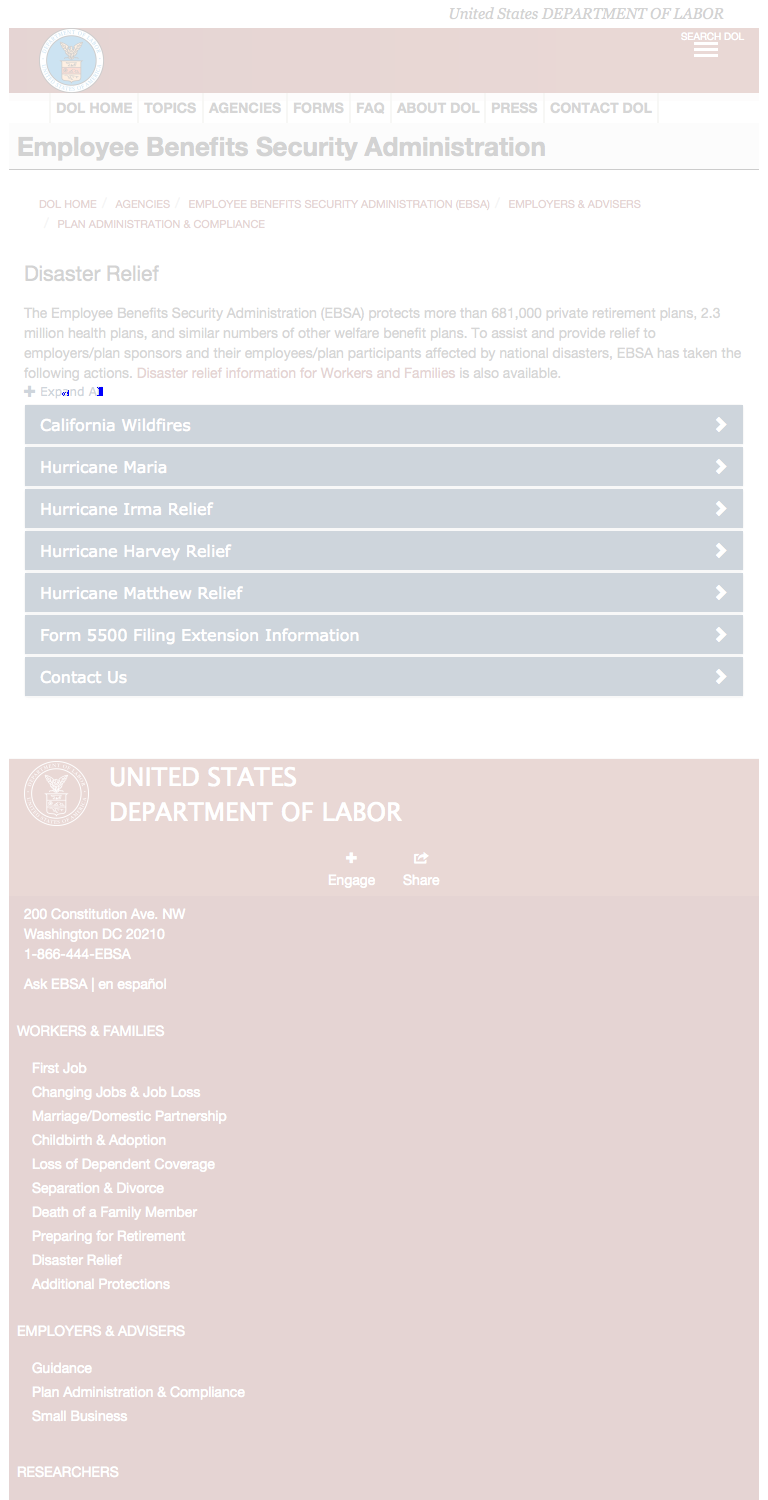 United States DEPARTMENT OF LABOR
SEARCH DOL
DOL HOME TOPICS AGENCIES FORMS FAQ ABOUT DOL PRESS CONTACT DOL
Employee Benefits Security Administration
DOL HOME / AGENCIES / EMPLOYEE BENEFITS SECURITY ADMINISTRATION (EBSA) / EMPLOYERS & ADVISERS
/ PLAN ADMINISTRATION & COMPLIANCE
Disaster Relief
The Employee Benefits Security Administration (EBSA) protects more than 681,000 private retirement plans, 2.3
million health plans, and similar numbers of other welfare benefit plans. To assist and provide relief to
employers/plan sponsors and their employees/plan participants affected by national disasters, EBSA has taken the
following actions. Disaster relief information for Workers and Families is also available.
Expand
California Wildfires
Hurricane Maria
Hurricane Irma Relief
Hurricane Harvey Relief
Hurricane Matthew Relief
Form 5500 Filing Extension Information
Contact Us
UNITED STATES
DEPARTMENT OF LABOR
Engage Share
200 Constitution Ave. NW
Washington DC 20210
1-866-444-EBSA
Ask EBSA | en español
WORKERS & FAMILIES
First Job
Changing Jobs & Job Loss
Marriage/Domestic Partnership
Childbirth & Adoption
Loss of Dependent Coverage
Separation & Divorce
Death of a Family Member
Preparing for Retirement
Disaster Relief
Additional Protections
EMPLOYERS & ADVISERS
Guidance
Plan Administration & Compliance
Small Business
RESEARCHERS